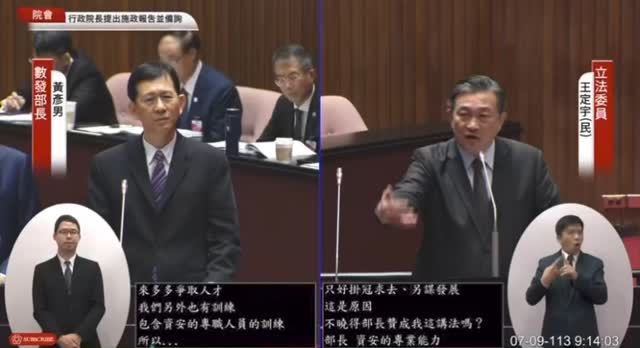 院會
行政院長提出施政報告並備詢
數發部長
黃彥男
立法委員
王定宇(民)
來多多爭取人才
我們另外也有訓練
包含資安的專職人員的訓練
所以...
只好掛冠求去、另謀發展
這是原因
不曉得部長贊成我這講法嗎?
部長 資安的專業能力
SUBSCRIBE
07-09-113 9:14:03